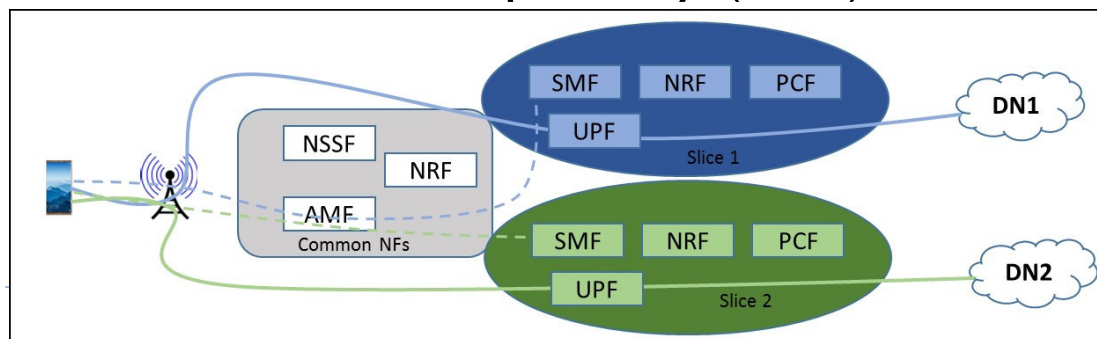 SMF NRF PCF
UPF
Slice 1
DN1
NSSF
NRF
AMF
Common NFs
SMF NRF PCF
UPF
Slice 2
DN2